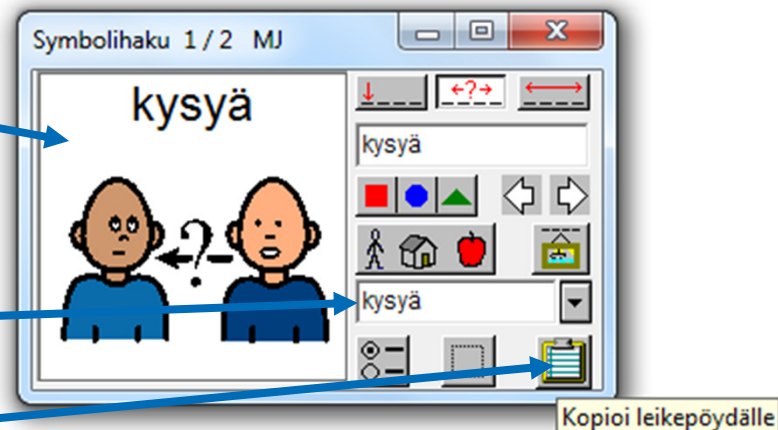 Symbolihaku 1 / 2 MJ
kysyä
?
←?→
kysyä
kysyä
Kopioi leikepöydälle